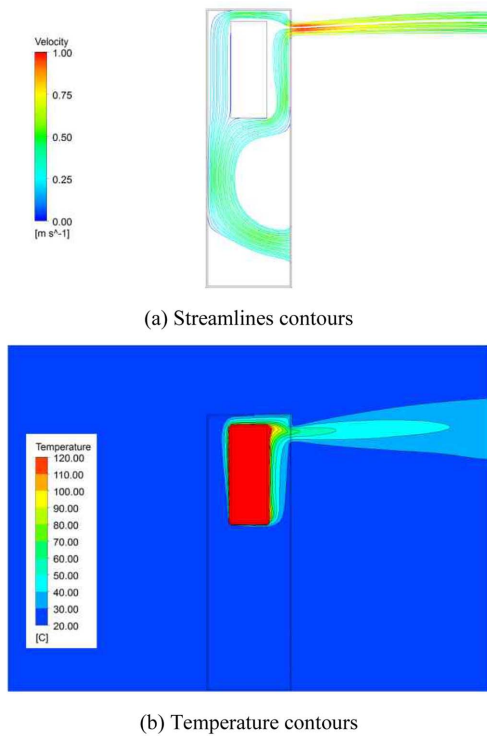 Velocity
1.00
0.75
0.50
0.25
0.00
[m s^-1]
(a) Streamlines contours
Temperature
120.00
110.00
100.00
90.00
80.00
70.00
60.00
50.00
40.00
30.00
20.00
[C]
(b) Temperature contours